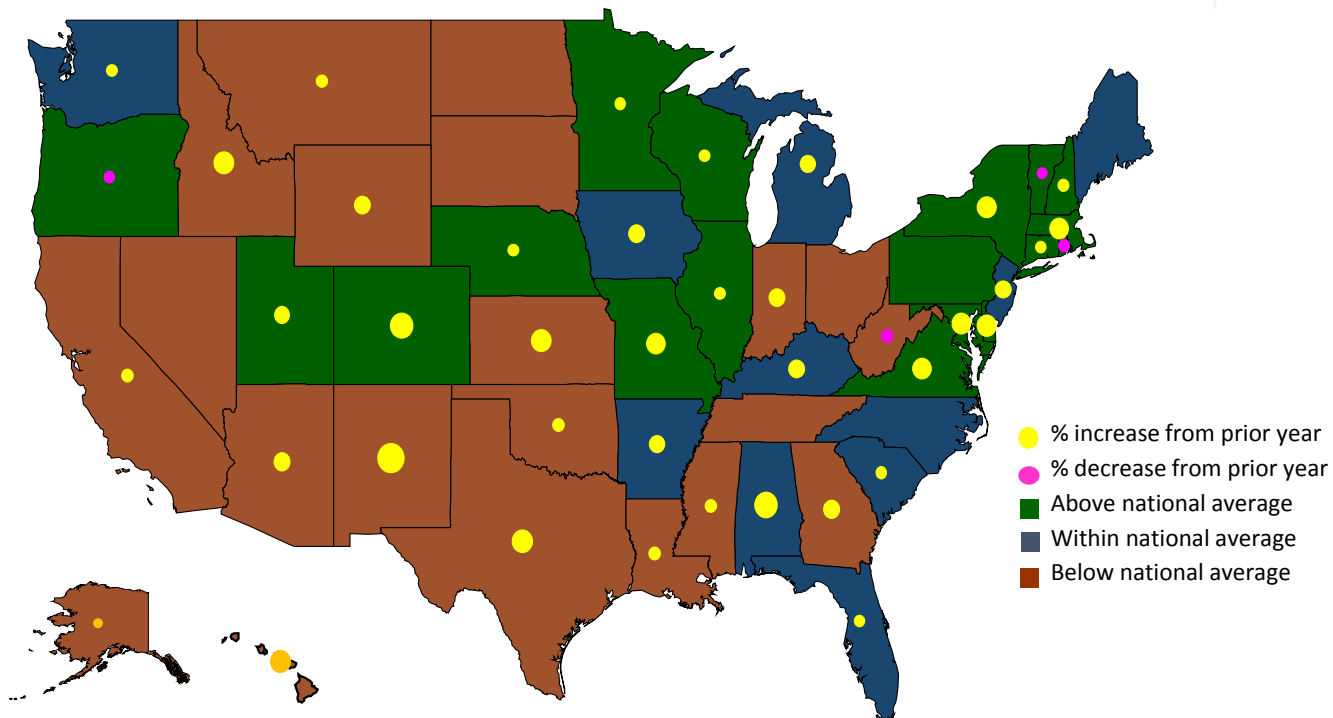 % increase from prior year
% decrease from prior year
Above national average
Within national average
Below national average